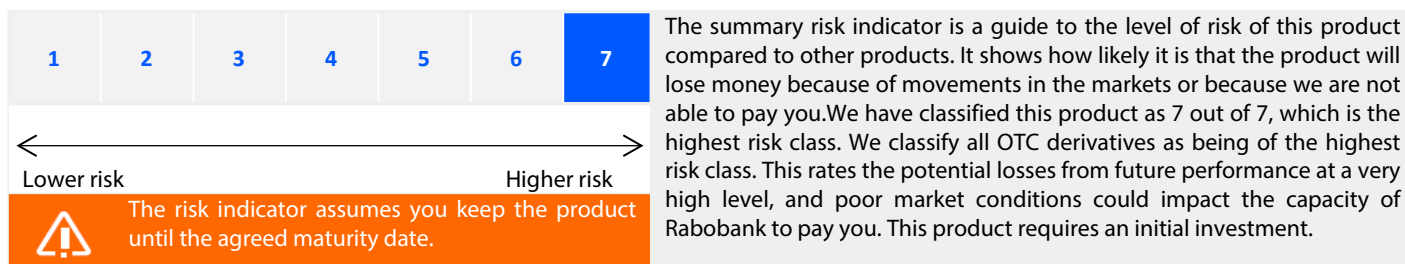 1 2 3 4 5 6 7
Lower risk Higher risk
The risk indicator assumes you keep the product
until the agreed maturity date.
The summary risk indicator is a guide to the level of risk of this product
compared to other products. It shows how likely it is that the product will
lose money because of movements in the markets or because we are not
able to pay you.We have classified this product as 7 out of 7, which is the
highest risk class. We classify all OTC derivatives as being of the highest
risk class. This rates the potential losses from future performance at a very
high level, and poor market conditions could impact the capacity of
Rabobank to pay you. This product requires an initial investment.